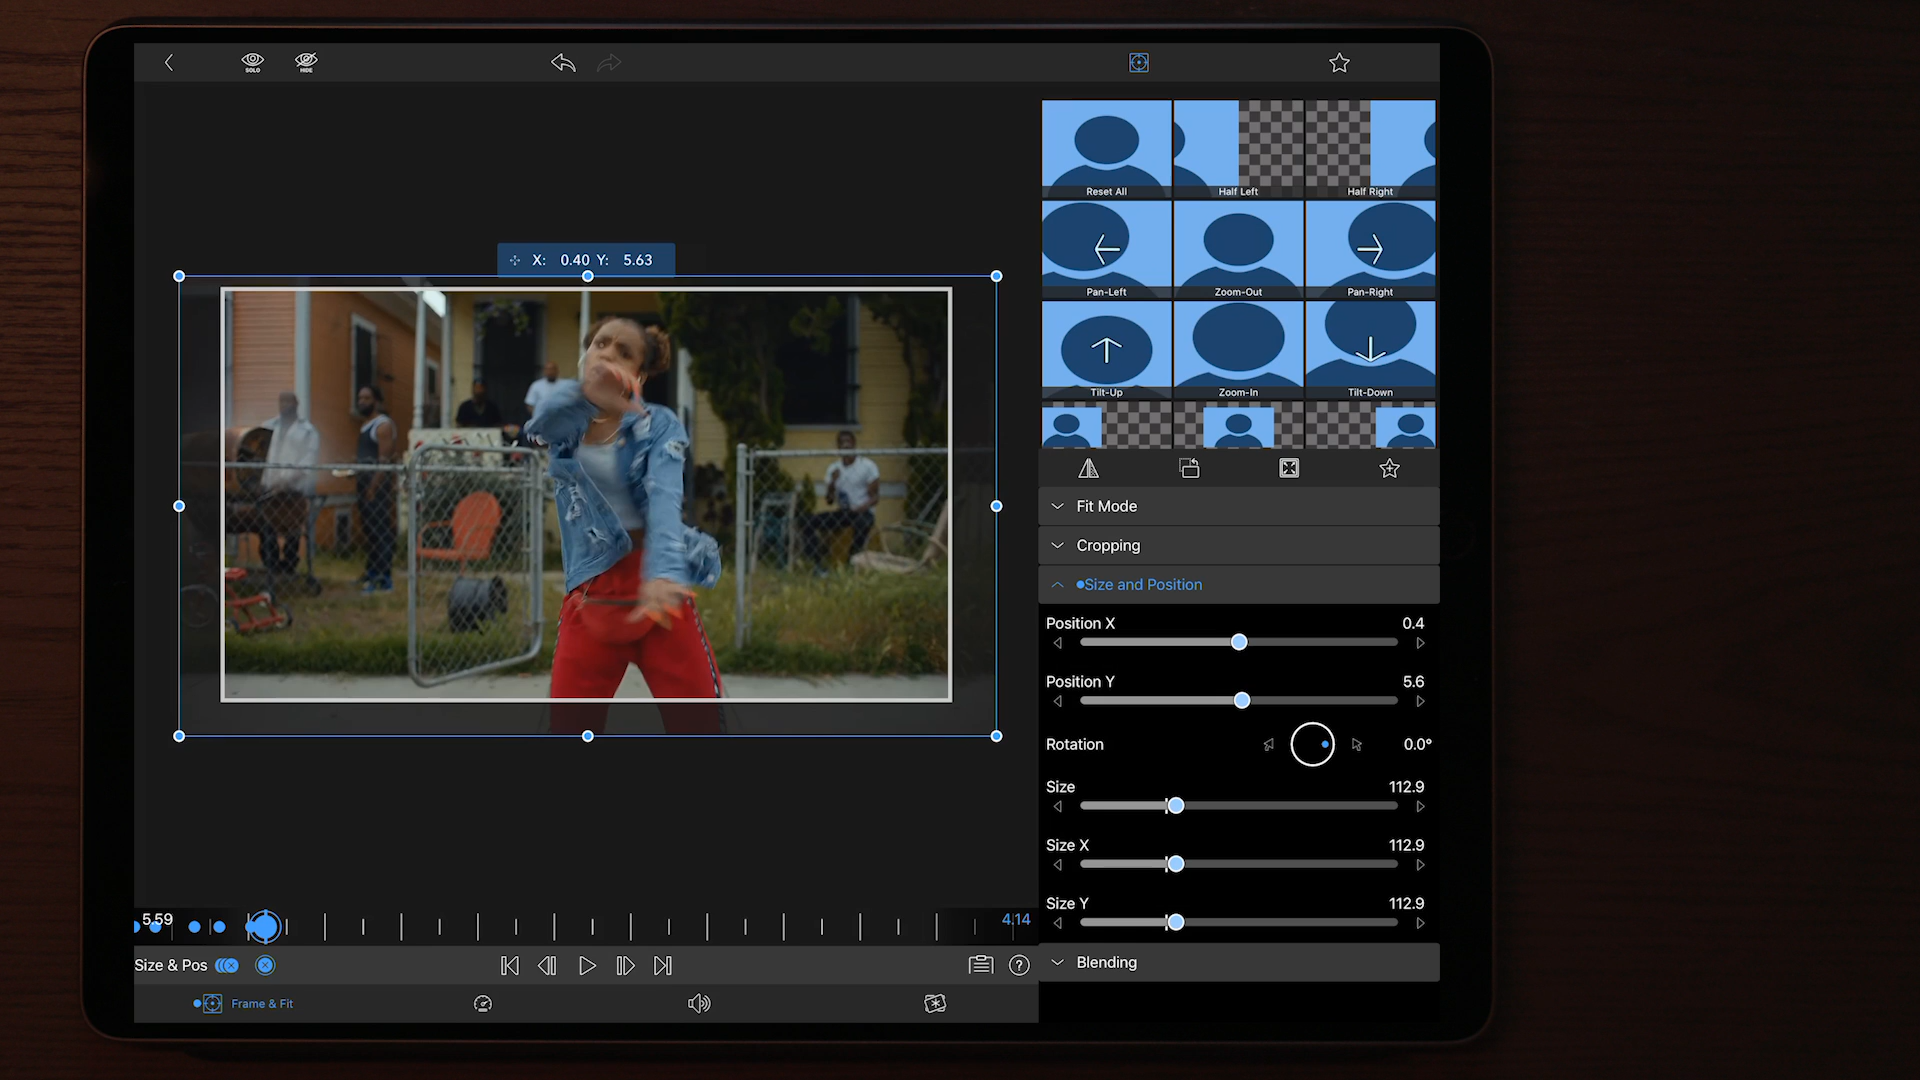 SOLO
HIDE
Reset All
Half Left
Half Right
X: 0.40 Y: 5.63
Pan-Left
Zoom-Out
Pan-Right
Tilt-Up
Zoom-In
Tilt-Down
Fit Mode
Cropping
Size and Position
Position X 0.4
Position Y 5.6
Rotation 0.0°
Size 112.9
Size X 112.9
Size Y 112.9
5.59
4.14
Size & Pos
?
Blending
Frame & Fit